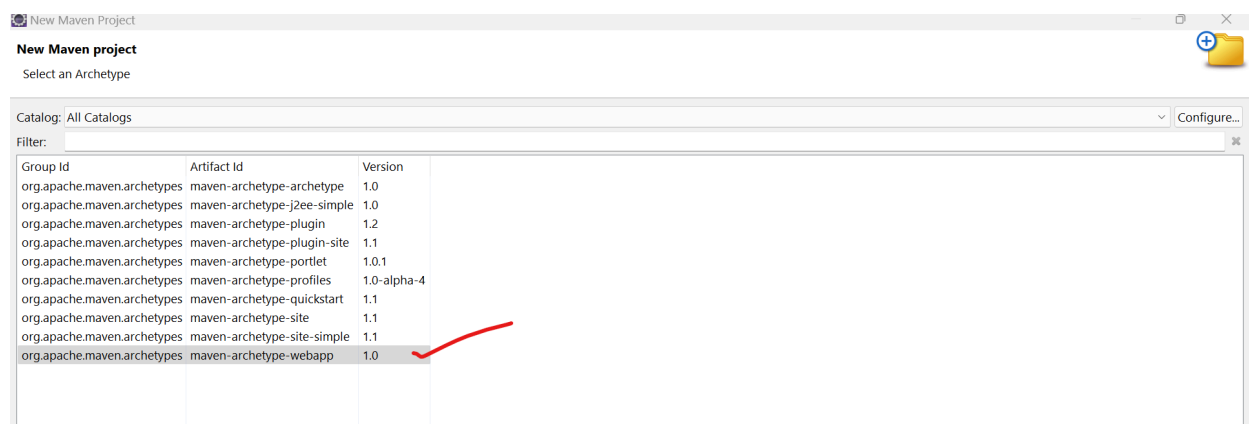 New Maven Project
New Maven project
Select an Archetype
Catalog: All Catalogs Configure...
Filter:
Group Id Artifact Id Version
org.apache.maven.archetypes maven-archetype-archetype 1.0
org.apache.maven.archetypes maven-archetype-j2ee-simple 1.0
org.apache.maven.archetypes maven-archetype-plugin 1.2
org.apache.maven.archetypes maven-archetype-plugin-site 1.1
org.apache.maven.archetypes maven-archetype-portlet 1.0.1
org.apache.maven.archetypes maven-archetype-profiles 1.0-alpha-4
org.apache.maven.archetypes maven-archetype-quickstart 1.1
org.apache.maven.archetypes maven-archetype-site 1.1
org.apache.maven.archetypes maven-archetype-site-simple 1.1
org.apache.maven.archetypes maven-archetype-webapp 1.0